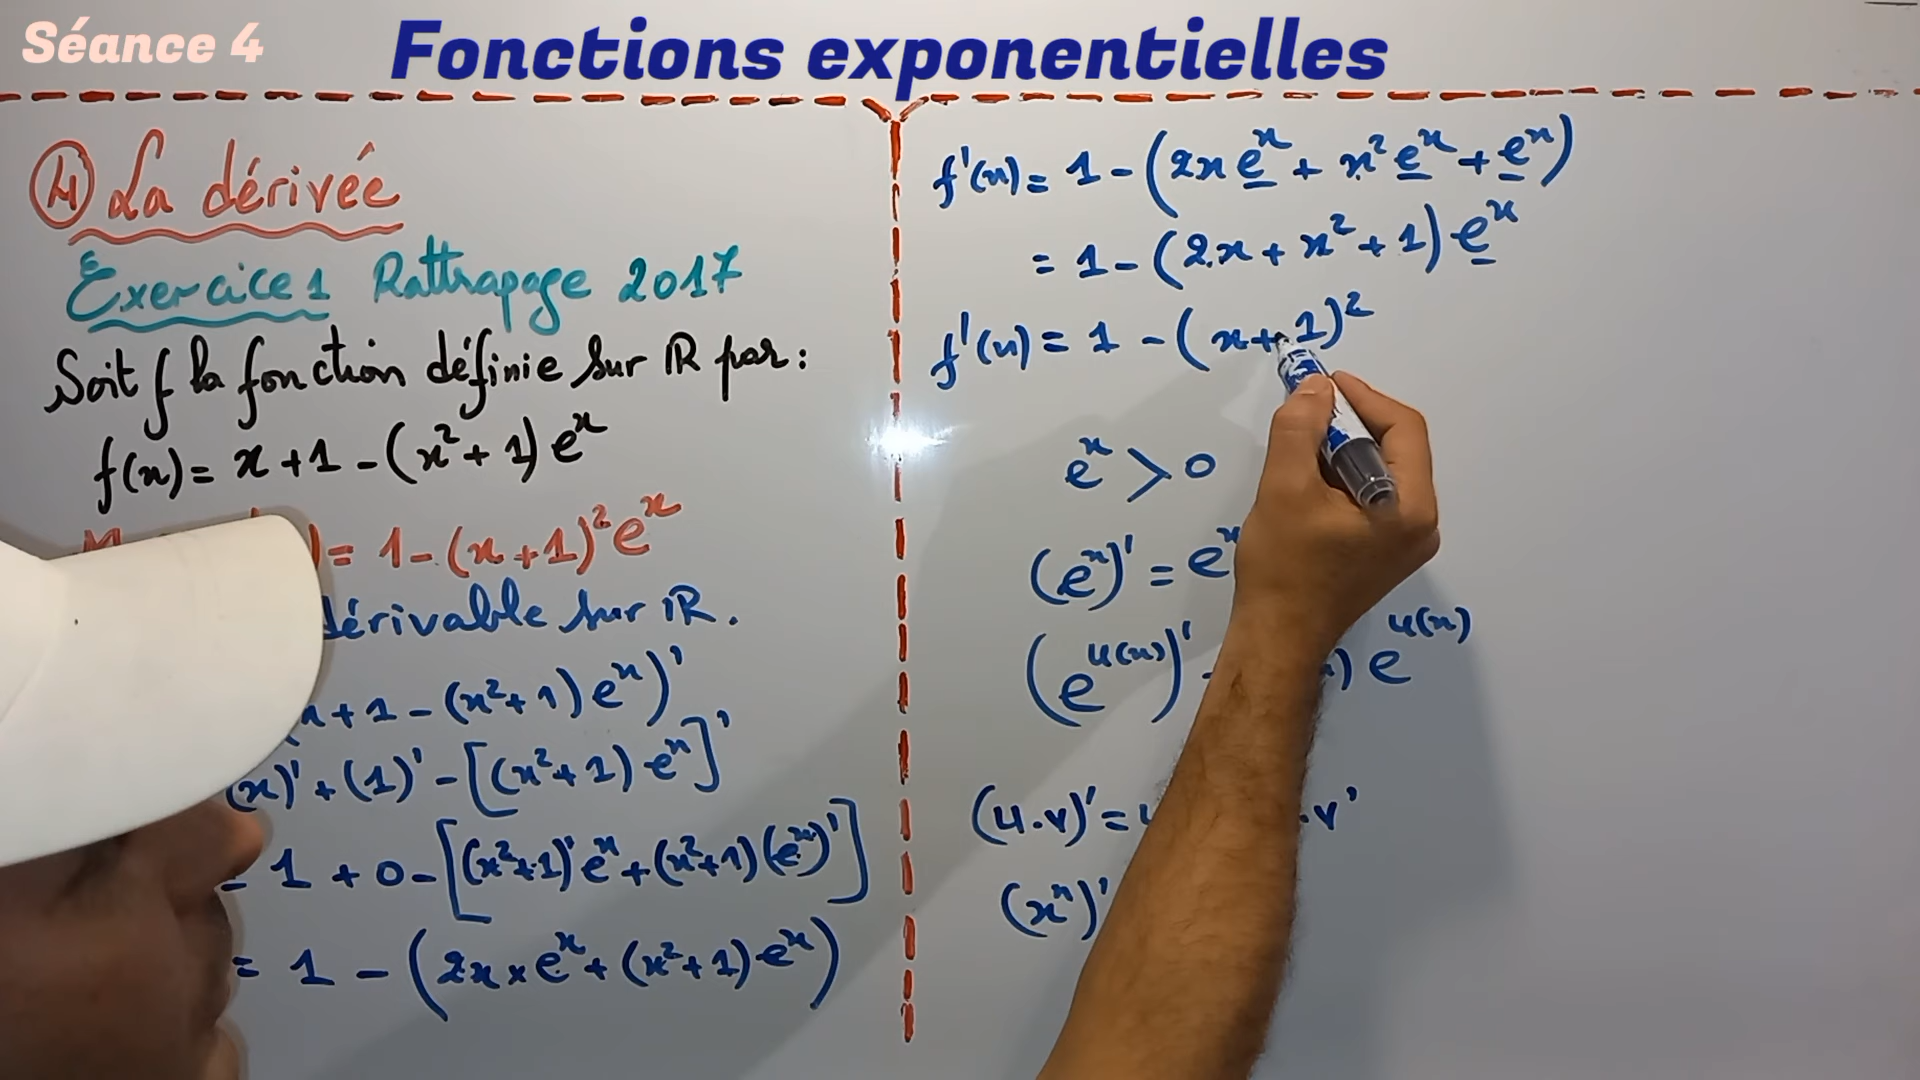 Séance 4
Fonctions exponentielles
4 La dérivée
Exercice 1 Rattrapage 2017
Soit f la fonction définie sur ℝ par :
f(x) = x + 1 - (x² + 1) eˣ
) = 1 - (x + 1)² eˣ
dérivable sur ℝ.
x + 1 - (x² + 1) eˣ)'
(x)' + (1)' - [(x² + 1) eˣ]'
= 1 + 0 - [(x² + 1)' eˣ + (x² + 1)(eˣ)']
= 1 - (2x × eˣ + (x² + 1) eˣ)
f'(x) = 1 - (2x eˣ + x² eˣ + eˣ)
= 1 - (2x + x² + 1) eˣ
f'(x) = 1 - (x + 1)²
eˣ > 0
(eˣ)' = eˣ
(e^u(x))' ) e^u(x)
(u . v)' = u . v'
(xⁿ)'